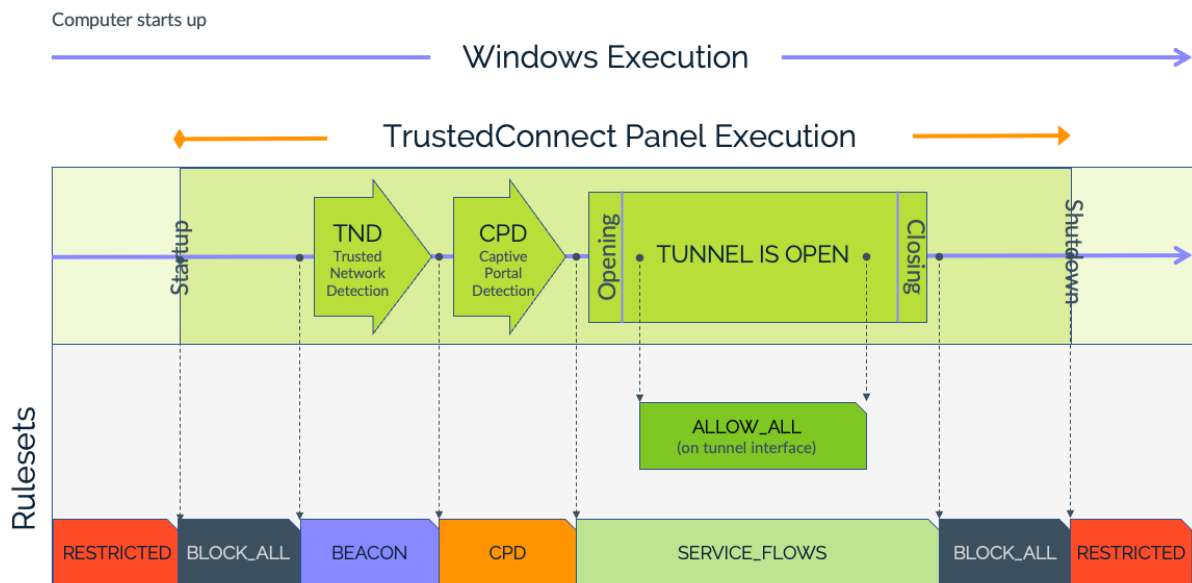 Computer starts up
Windows Execution
TrustedConnect Panel Execution
Startup
TND
Trusted
Network
Detection
CPD
Captive
Portal
Detection
Opening
TUNNEL IS OPEN
Closing
Shutdown
Rulesets
ALLOW_ALL
(on tunnel interface)
RESTRICTED
BLOCK_ALL
BEACON
CPD
SERVICE_FLOWS
BLOCK_ALL
RESTRICTED